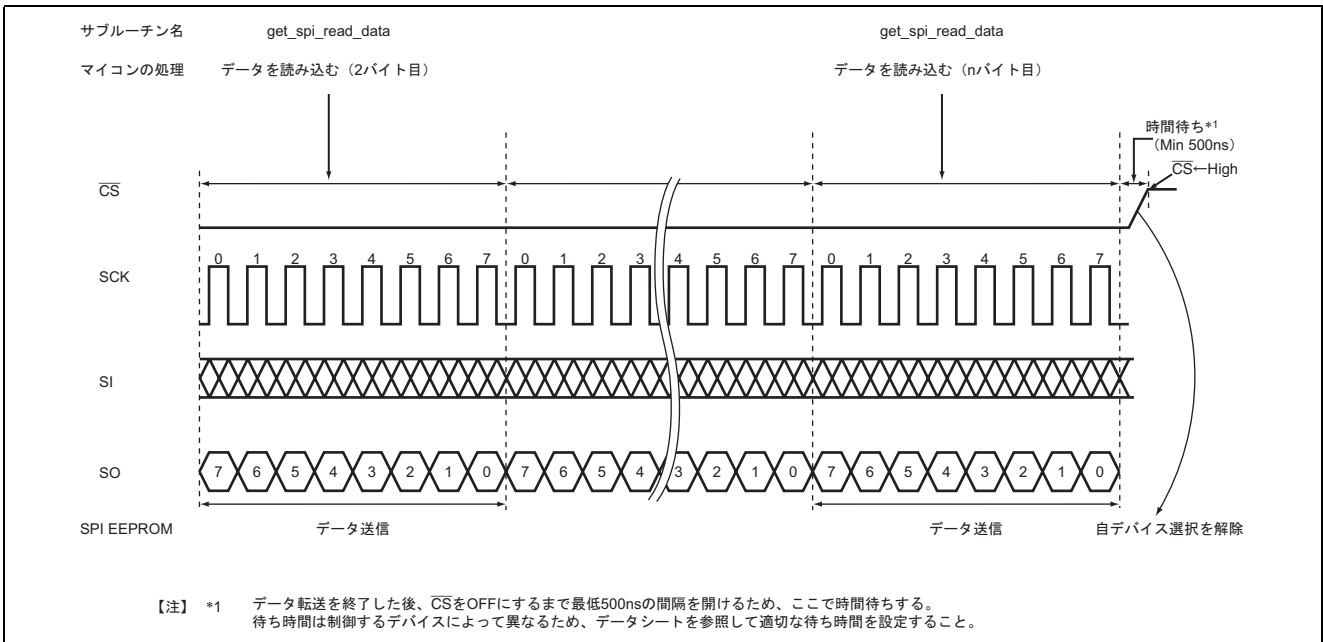 サブルーチン名 get_spi_read_data get_spi_read_data
マイコンの処理 データを読み込む（2バイト目） データを読み込む（nバイト目）
時間待ち*1
（Min 500ns）
CS←High
CS
0 1 2 3 4 5 6 7 0 1 2 3 4 5 6 7 0 1 2 3 4 5 6 7
SCK
SI
SO 7 6 5 4 3 2 1 0 7 6 5 4 3 2 1 0 7 6 5 4 3 2 1 0
SPI EEPROM データ送信 データ送信 自デバイス選択を解除
【注】 *1 データ転送を終了した後、CSをOFFにするまで最低500nsの間隔を開けるため、ここで時間待ちする。
待ち時間は制御するデバイスによって異なるため、データシートを参照して適切な待ち時間を設定すること。